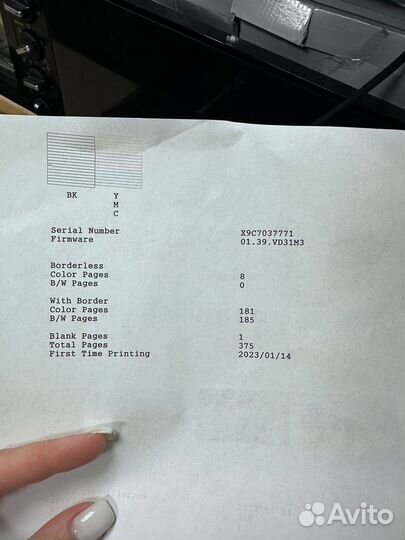 BK
Y
M
C
Serial Number X9C7037771
Firmware 01.39.VD31M3
Borderless
Color Pages 8
B/W Pages 0
With Border
Color Pages 181
B/W Pages 185
Blank Pages 1
Total Pages 375
First Time Printing 2023/01/14
Avito